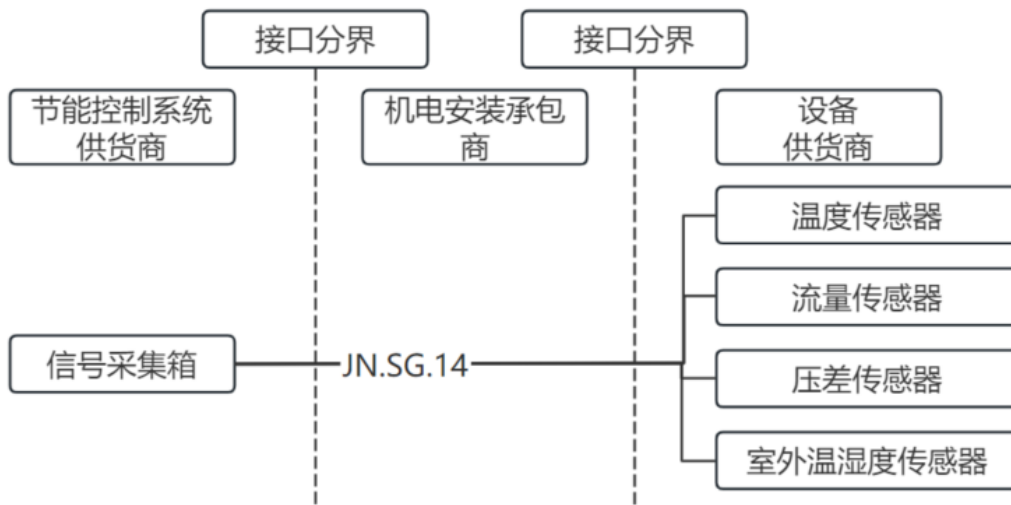 接口分界
接口分界
节能控制系统
供货商
机电安装承包
商
设备
供货商
温度传感器
流量传感器
信号采集箱
JN.SG.14
压差传感器
室外温湿度传感器